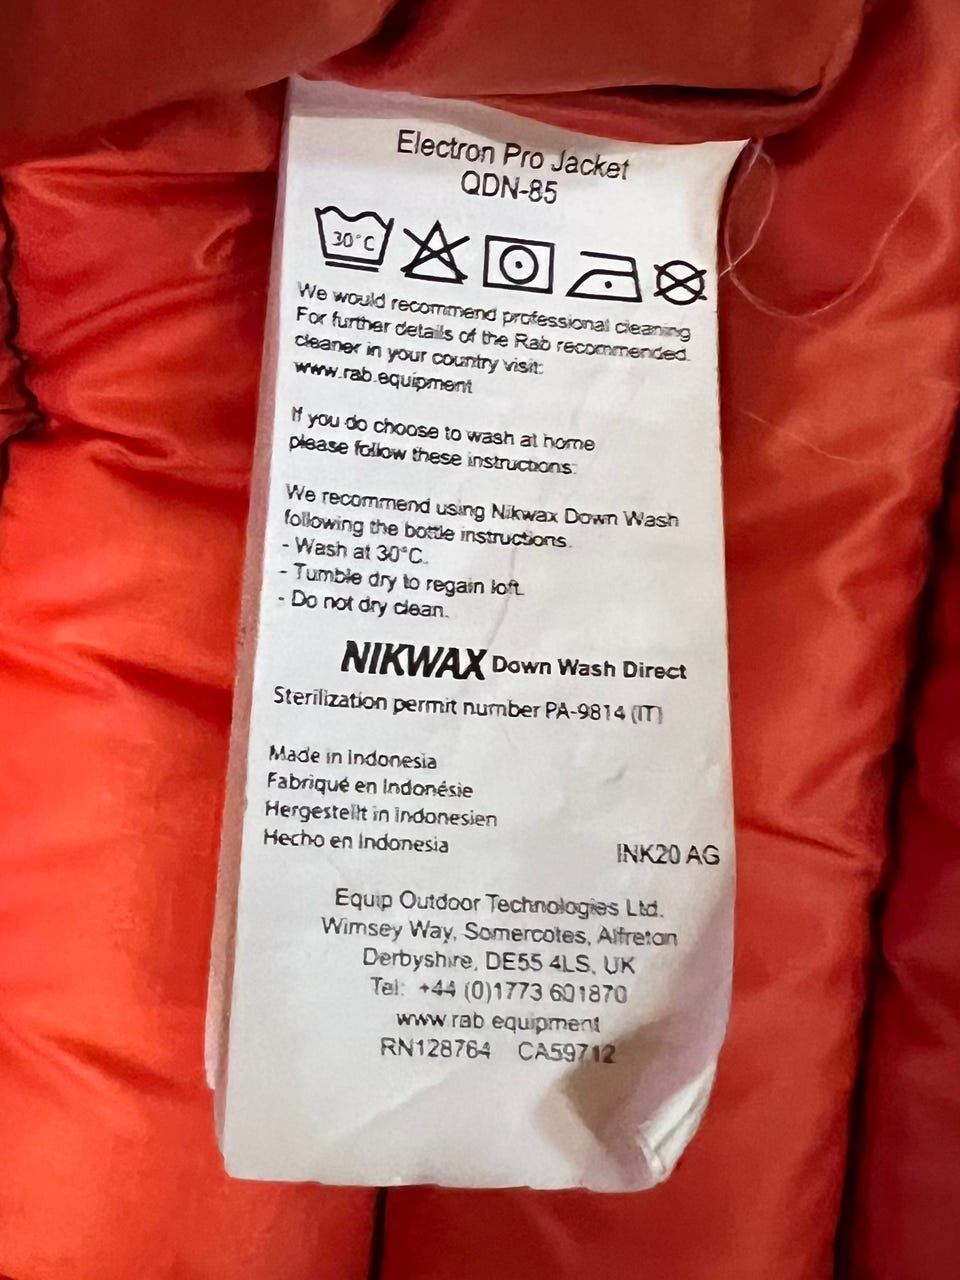 Electron Pro Jacket
QDN-85
30°C
We would recommend professional cleaning
For further details of the Rab recommended
cleaner in your country visit:
www.rab.equipment
If you do choose to wash at home
please follow these instructions:
We recommend using Nikwax Down Wash
following the bottle instructions.
- Wash at 30°C.
- Tumble dry to regain loft.
- Do not dry clean.
NIKWAX Down Wash Direct
Sterilization permit number PA-9814 (IT)
Made in Indonesia
Fabriqué en Indonésie
Hergestellt in Indonesien
Hecho en Indonesia
INK20 AG
Equip Outdoor Technologies Ltd.
Wimsey Way, Somercotes, Alfreton
Derbyshire, DE55 4LS, UK
Tel: +44 (0)1773 601870
www.rab.equipment
RN128764 CA59712